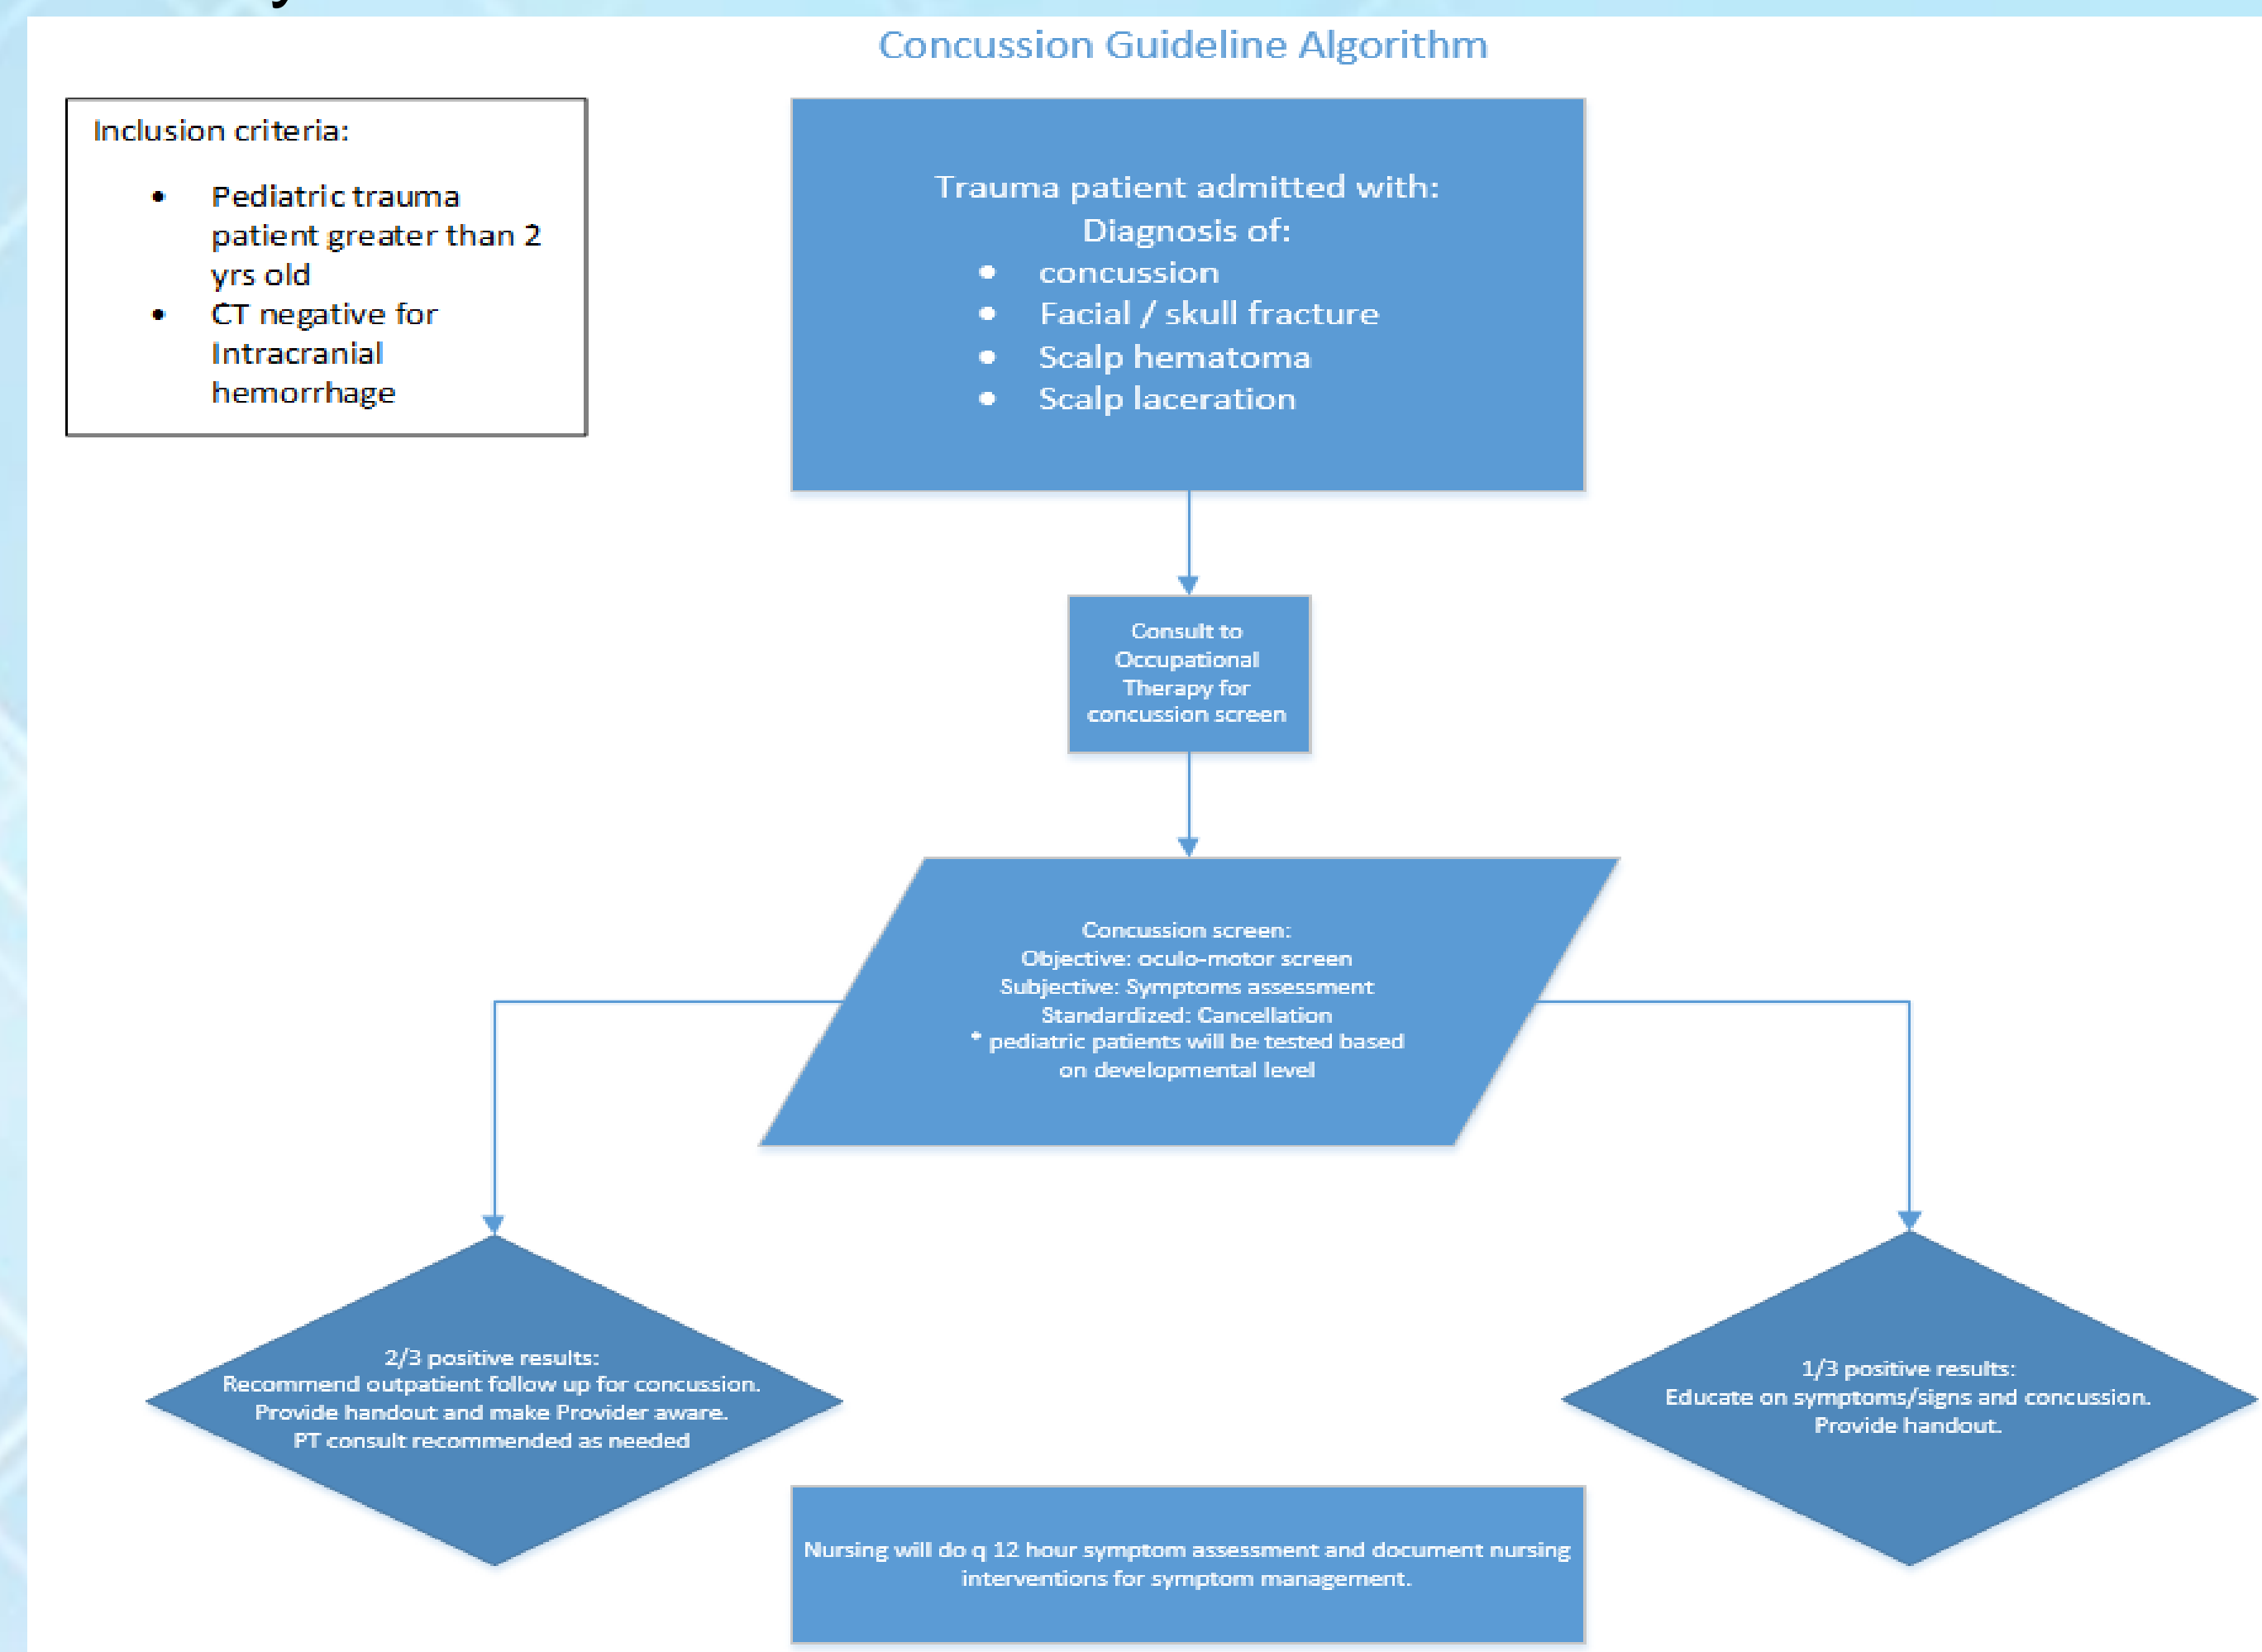 Concussion Guideline Algorithm
Inclusion criteria:
• Pediatric trauma
patient greater than 2
yrs old
• CT negative for
Intracranial
hemorrhage
Trauma patient admitted with:
Diagnosis of:
• concussion
• Facial / skull fracture
• Scalp hematoma
• Scalp laceration
Consult to
Occupational
Therapy for
concussion screen
Concussion screen:
Objective: oculo-motor screen
Subjective: Symptoms assessment
Standardized: Cancellation
* pediatric patients will be tested based
on developmental level
2/3 positive results:
Recommend outpatient follow up for concussion.
Provide handout and make Provider aware.
PT consult recommended as needed
1/3 positive results:
Educate on symptoms/signs and concussion.
Provide handout.
Nursing will do q 12 hour symptom assessment and document nursing
interventions for symptom management.